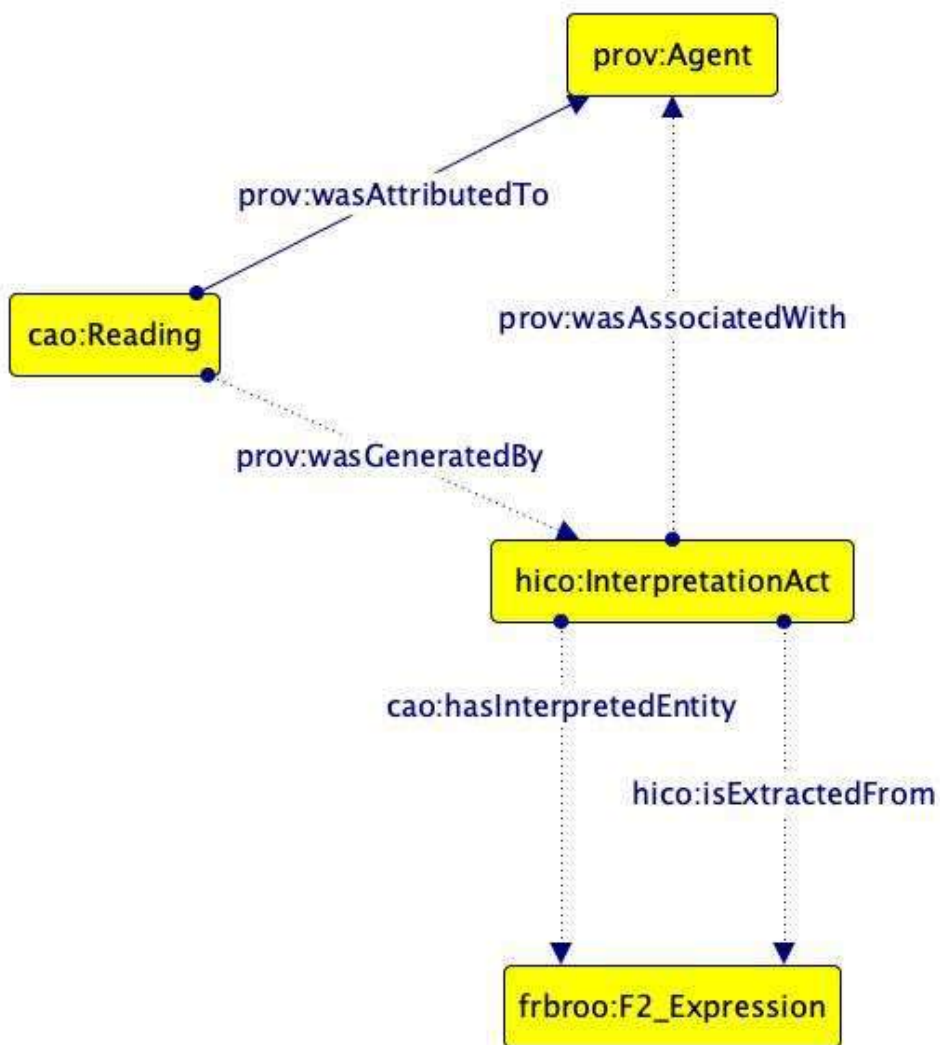 prov:Agent
prov:wasAttributedTo
cao:Reading
prov:wasAssociatedWith
prov:wasGeneratedBy
hico:InterpretationAct
cao:hasInterpretedEntity
hico:isExtractedFrom
frbroo:F2_Expression